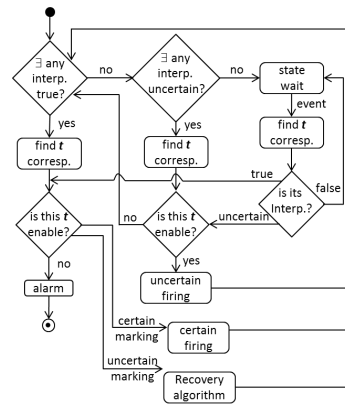 ∃ any
interp.
true?
no
∃ any
interp.
uncertain?
no
state
wait
event
yes
find t
corresp.
yes
find t
corresp.
find t
corresp.
true
is its
Interp.?
false
is this t
enable?
no
is this t
enable?
uncertain
no
alarm
yes
uncertain
firing
certain
marking
certain
firing
uncertain
marking
Recovery
algorithm